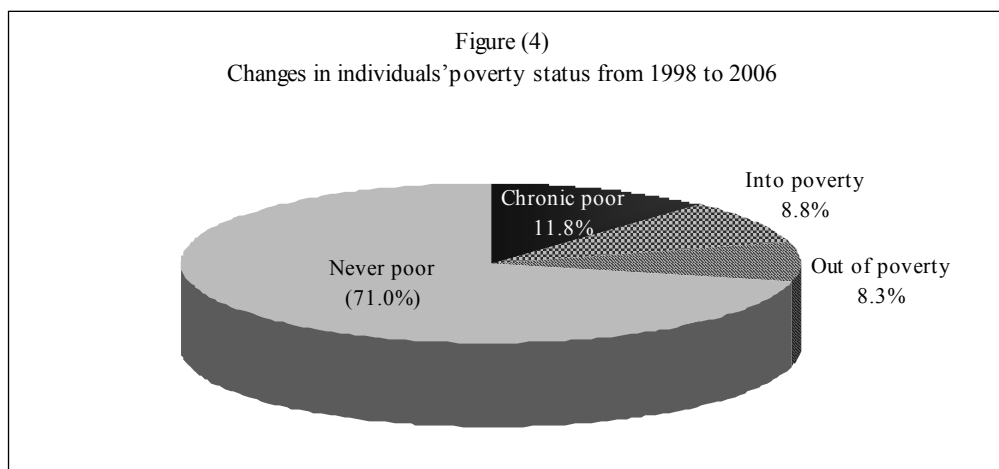 Figure (4)
Changes in individuals’poverty status from 1998 to 2006
Chronic poor
11.8%
Into poverty
8.8%
Out of poverty
8.3%
Never poor
(71.0%)